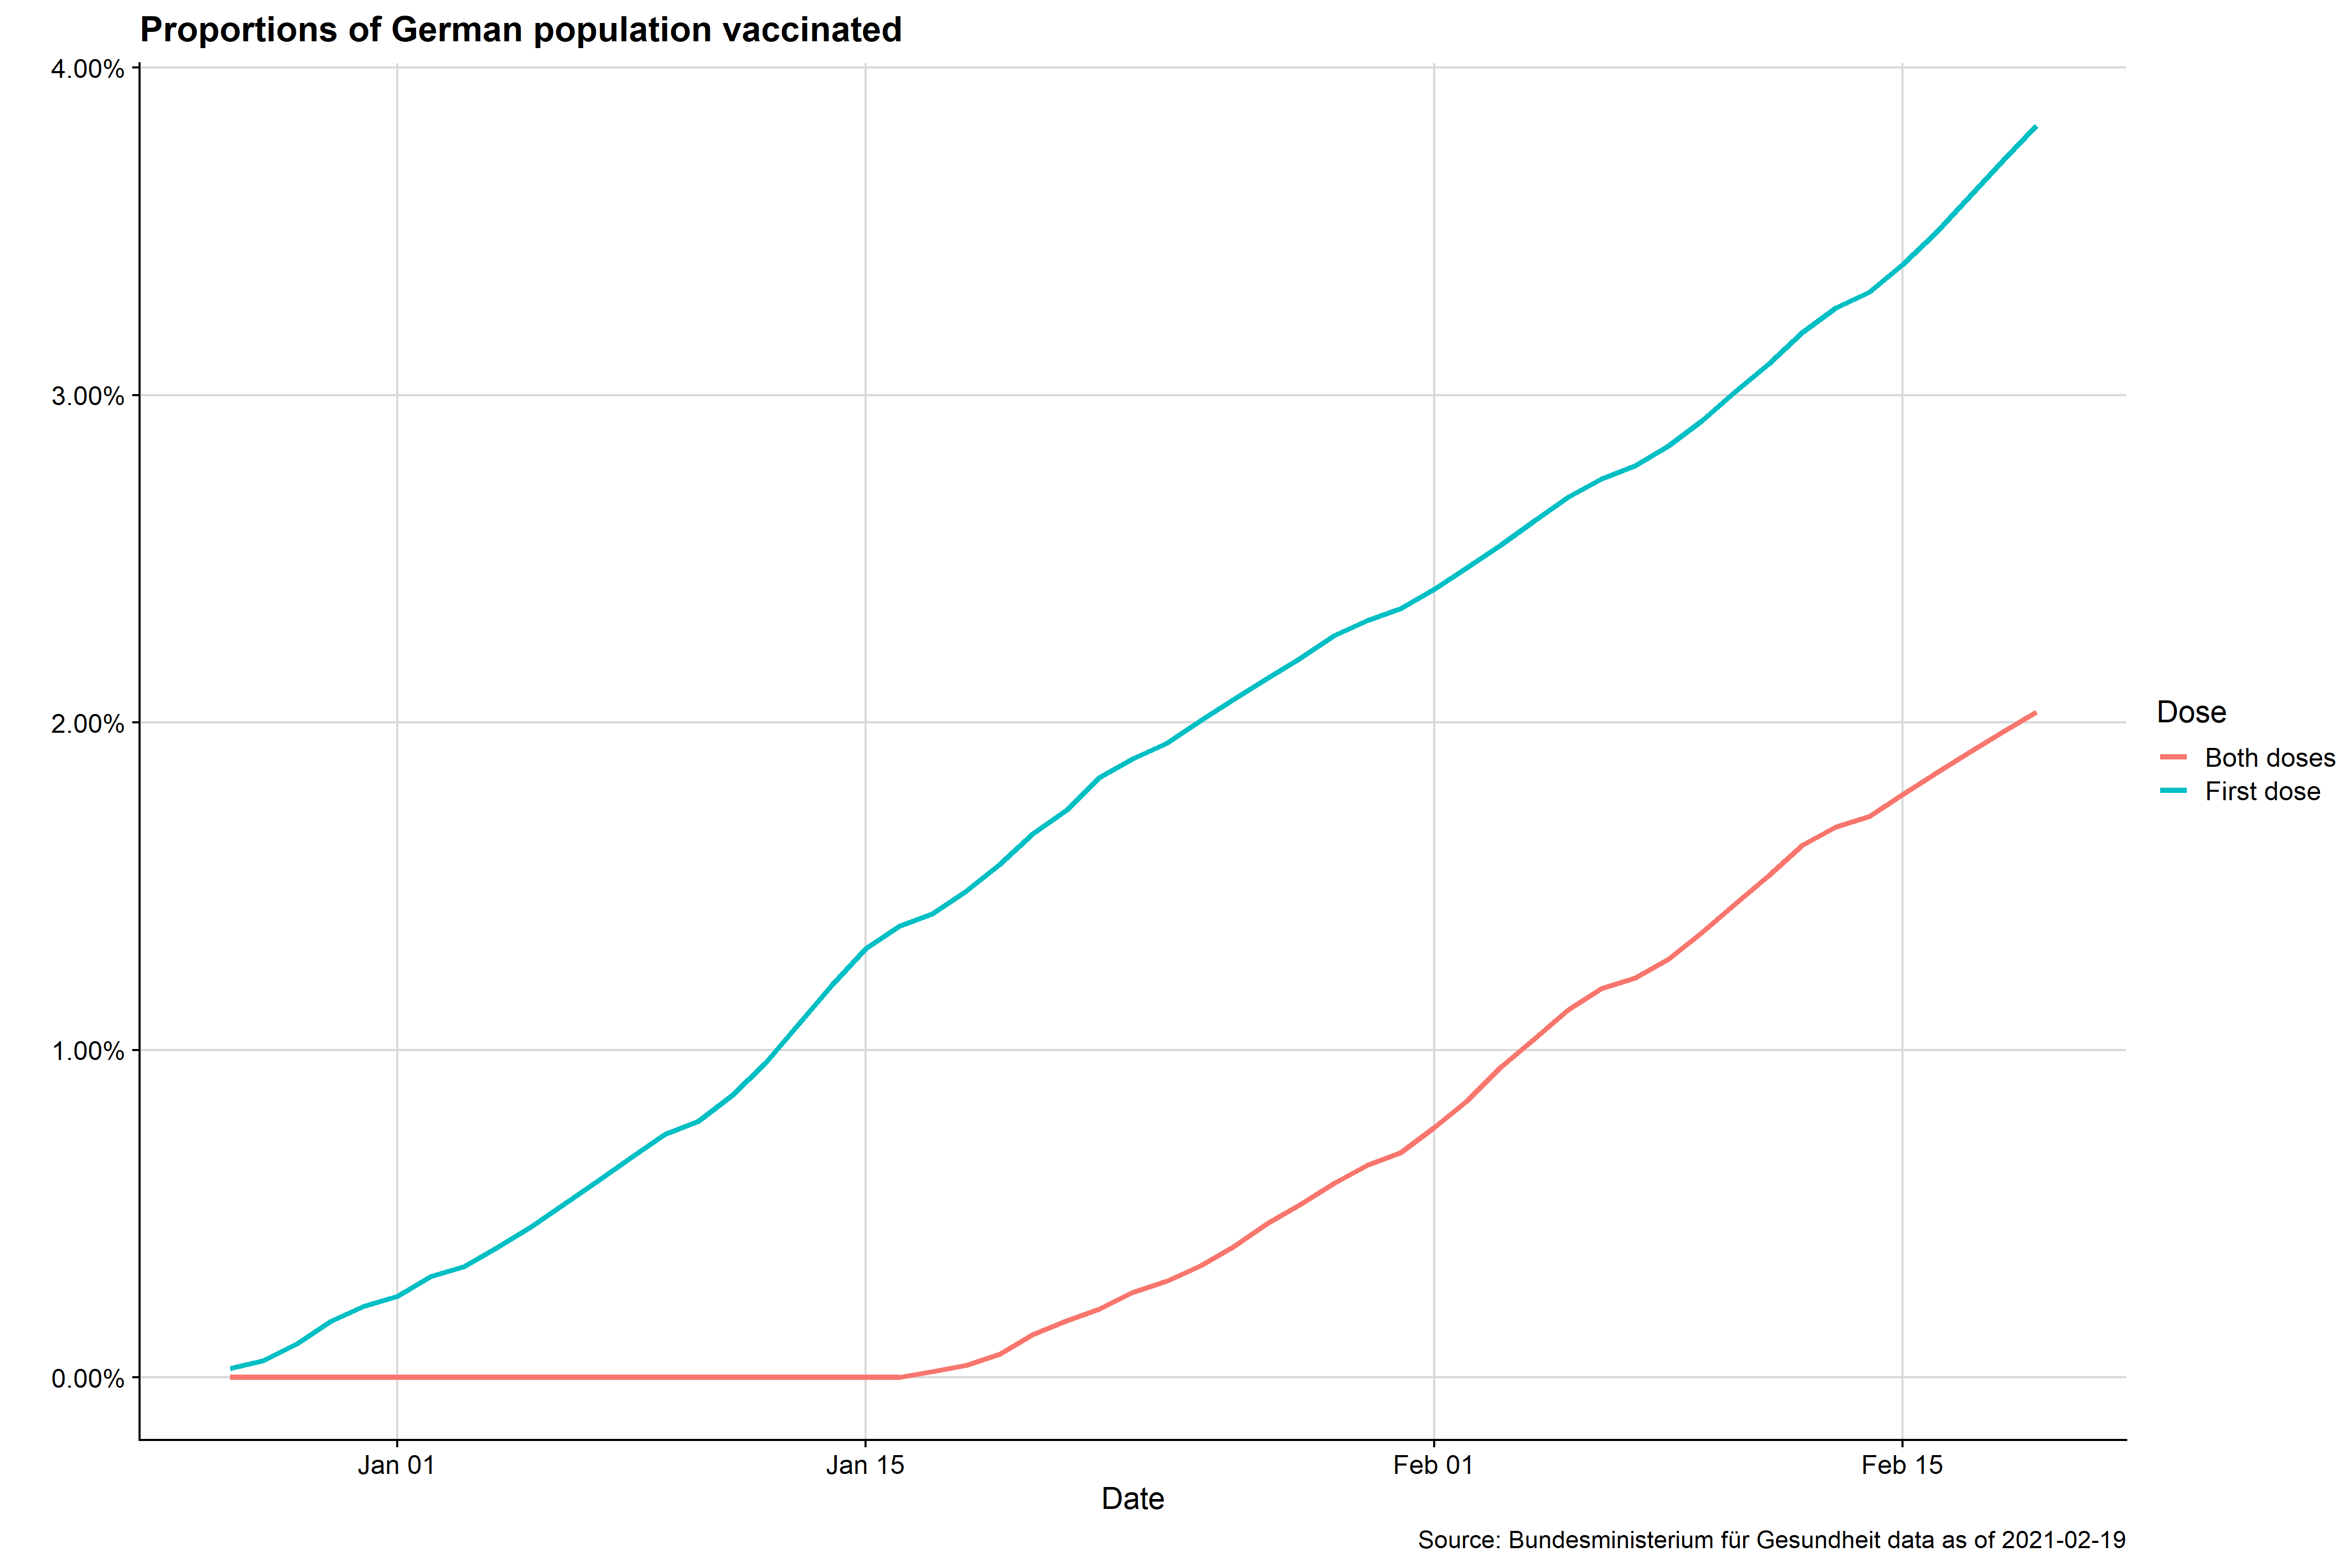 Proportions of German population vaccinated
4.00%
3.00%
2.00%
1.00%
0.00%
Jan 01
Jan 15
Feb 01
Feb 15
Date
Dose
Both doses
First dose
Source: Bundesministerium für Gesundheit data as of 2021-02-19